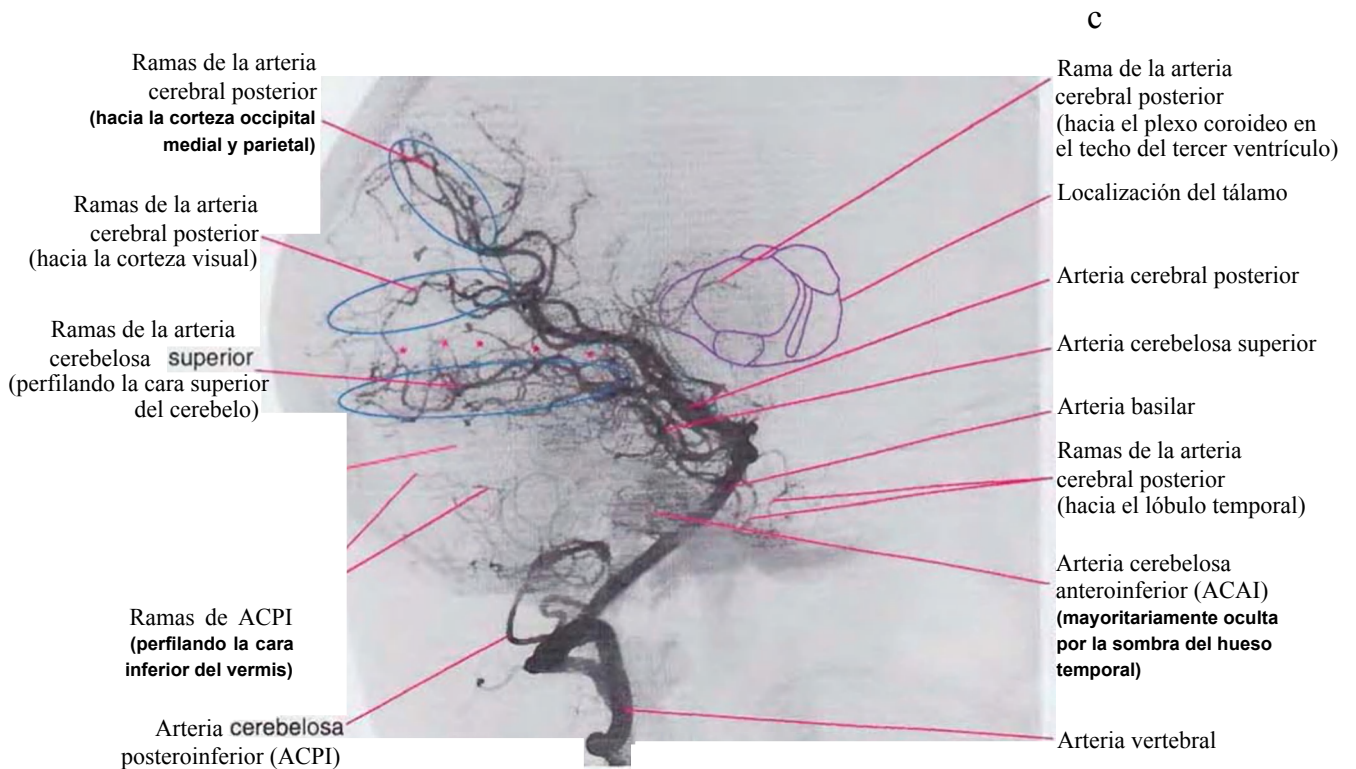 c
Ramas de la arteria
cerebral posterior
(hacia la corteza occipital
medial y parietal)
Ramas de la arteria
cerebral posterior
(hacia la corteza visual)
Ramas de la arteria
cerebelosa superior
(perfilando la cara superior
del cerebelo)
Ramas de ACPI
(perfilando la cara
inferior del vermis)
Arteria cerebelosa
posteroinferior (ACPI)
Rama de la arteria
cerebral posterior
(hacia el plexo coroideo en
el techo del tercer ventrículo)
Localización del tálamo
Arteria cerebral posterior
Arteria cerebelosa superior
Arteria basilar
Ramas de la arteria
cerebral posterior
(hacia el lóbulo temporal)
Arteria cerebelosa
anteroinferior (ACAI)
(mayoritariamente oculta
por la sombra del hueso
temporal)
Arteria vertebral